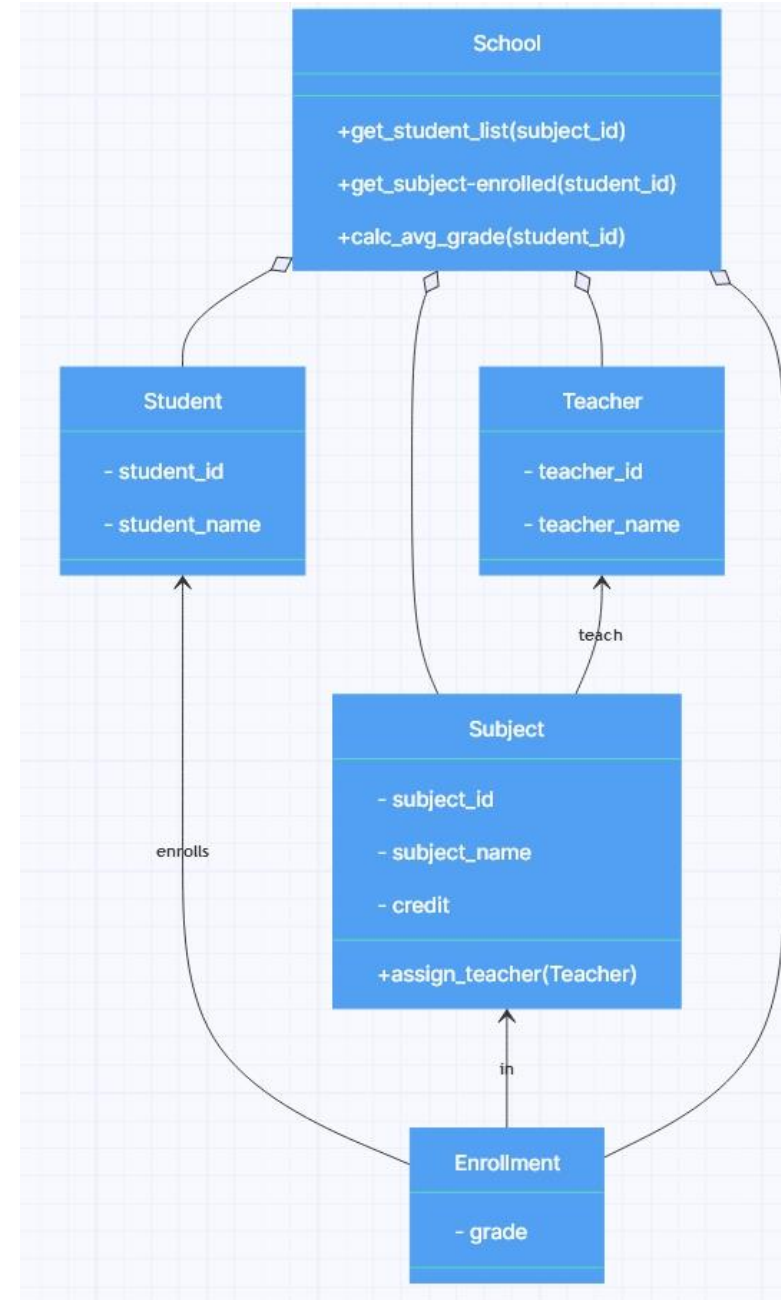 School
+get_student_list(subject_id)
+get_subject-enrolled(student_id)
+calc_avg_grade(student_id)
Student
- student_id
- student_name
Teacher
- teacher_id
- teacher_name
teach
Subject
- subject_id
- subject_name
- credit
+assign_teacher(Teacher)
enrolls
in
Enrollment
- grade